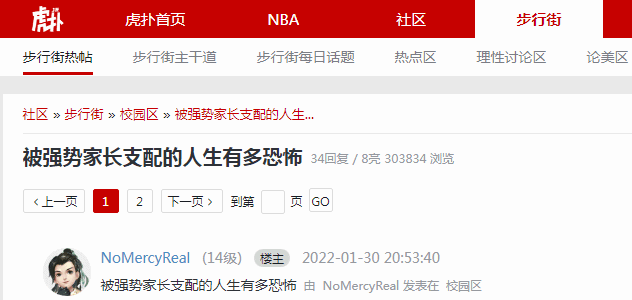 虎扑 虎扑首页 NBA 社区 步行街
步行街热帖 步行街主干道 步行街每日话题 热点区 理性讨论区 论美区
社区 » 步行街 » 校园区 » 被强势家长支配的人生...
被强势家长支配的人生有多恐怖 34回复 / 8亮 303834 浏览
‹ 上一页 1 2 下一页 › 到第 页 GO
NoMercyReal (14级) 楼主 2022-01-30 20:53:40
被强势家长支配的人生有多恐怖 由 NoMercyReal 发表在 校园区